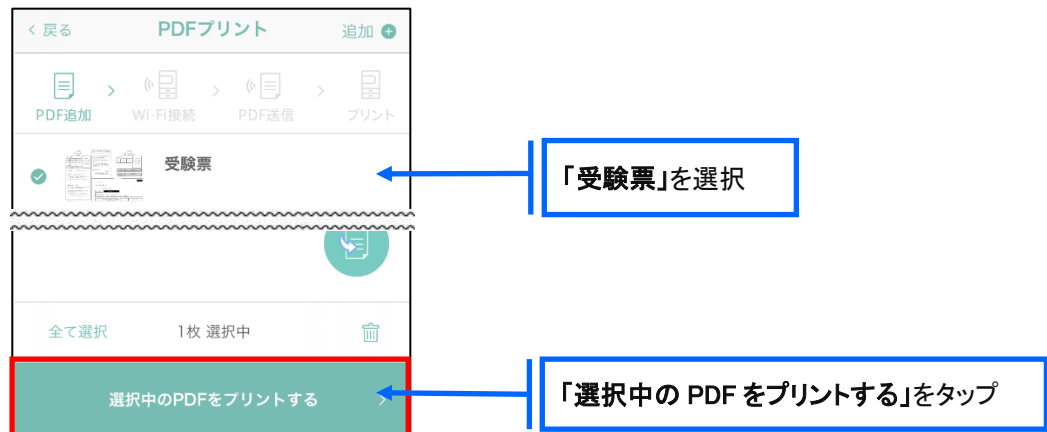 < 戻る PDFプリント 追加
PDF追加 Wi-Fi接続 PDF送信 プリント
受験票
「受験票」を選択
全て選択 1枚 選択中
選択中のPDFをプリントする >
「選択中の PDF をプリントする」をタップ